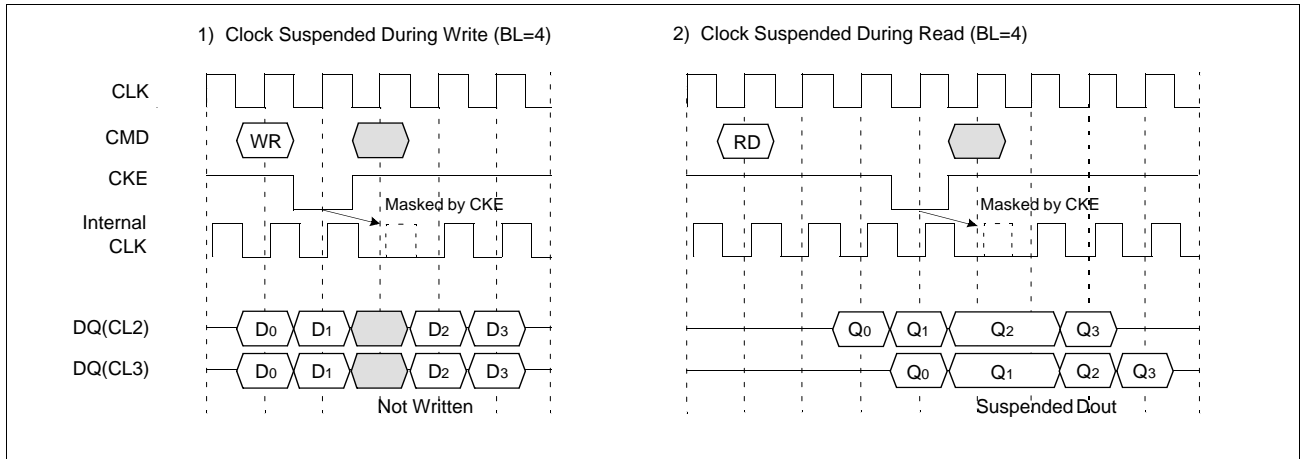 1) Clock Suspended During Write (BL=4)
2) Clock Suspended During Read (BL=4)
CLK
CMD
WR
RD
CKE
Masked by CKE
Masked by CKE
Internal
CLK
DQ(CL2)
D0 D1 D2 D3
Q0 Q1 Q2 Q3
DQ(CL3)
D0 D1 D2 D3
Q0 Q1 Q2 Q3
Not Written
Suspended Dout